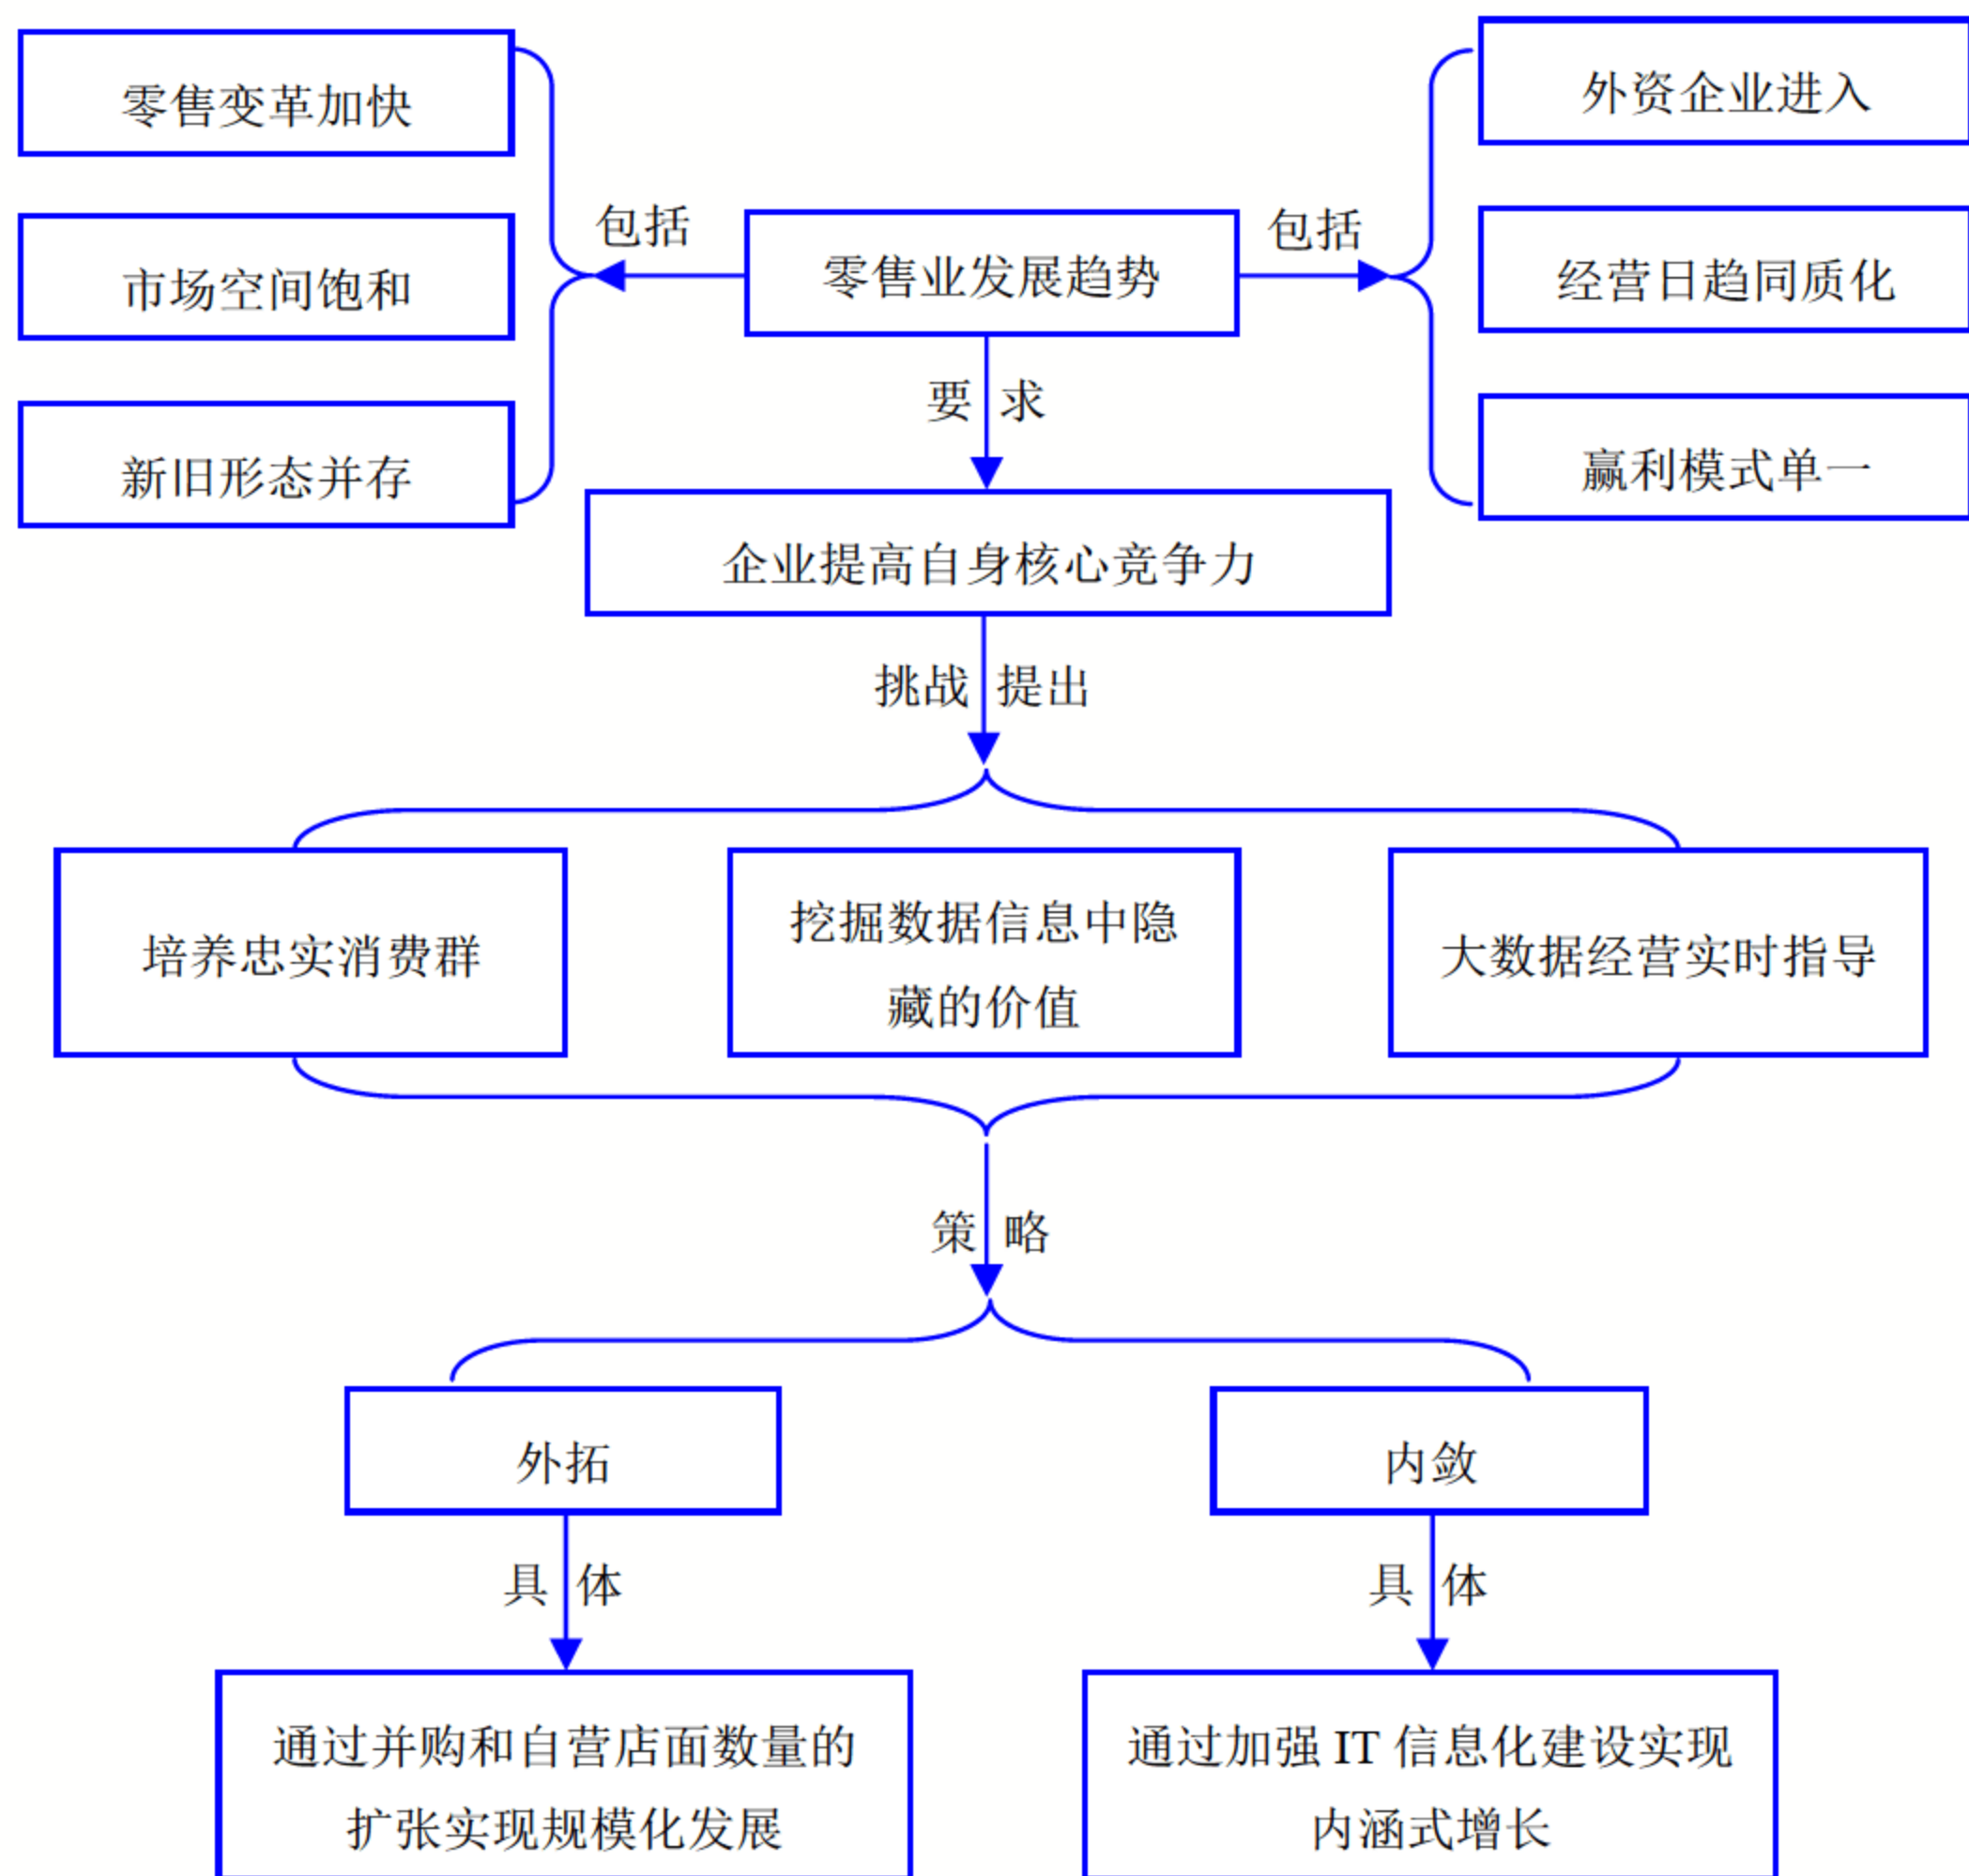 零售变革加快
外资企业进入
包括
零售业发展趋势
包括
市场空间饱和
经营日趋同质化
新旧形态并存
赢利模式单一
要求
企业提高自身核心竞争力
挑战 提出
培养忠实消费群
挖掘数据信息中隐
藏的价值
大数据经营实时指导
策略
外拓
内敛
具体
具体
通过并购和自营店面数量的
扩张实现规模化发展
通过加强 IT 信息化建设实现
内涵式增长